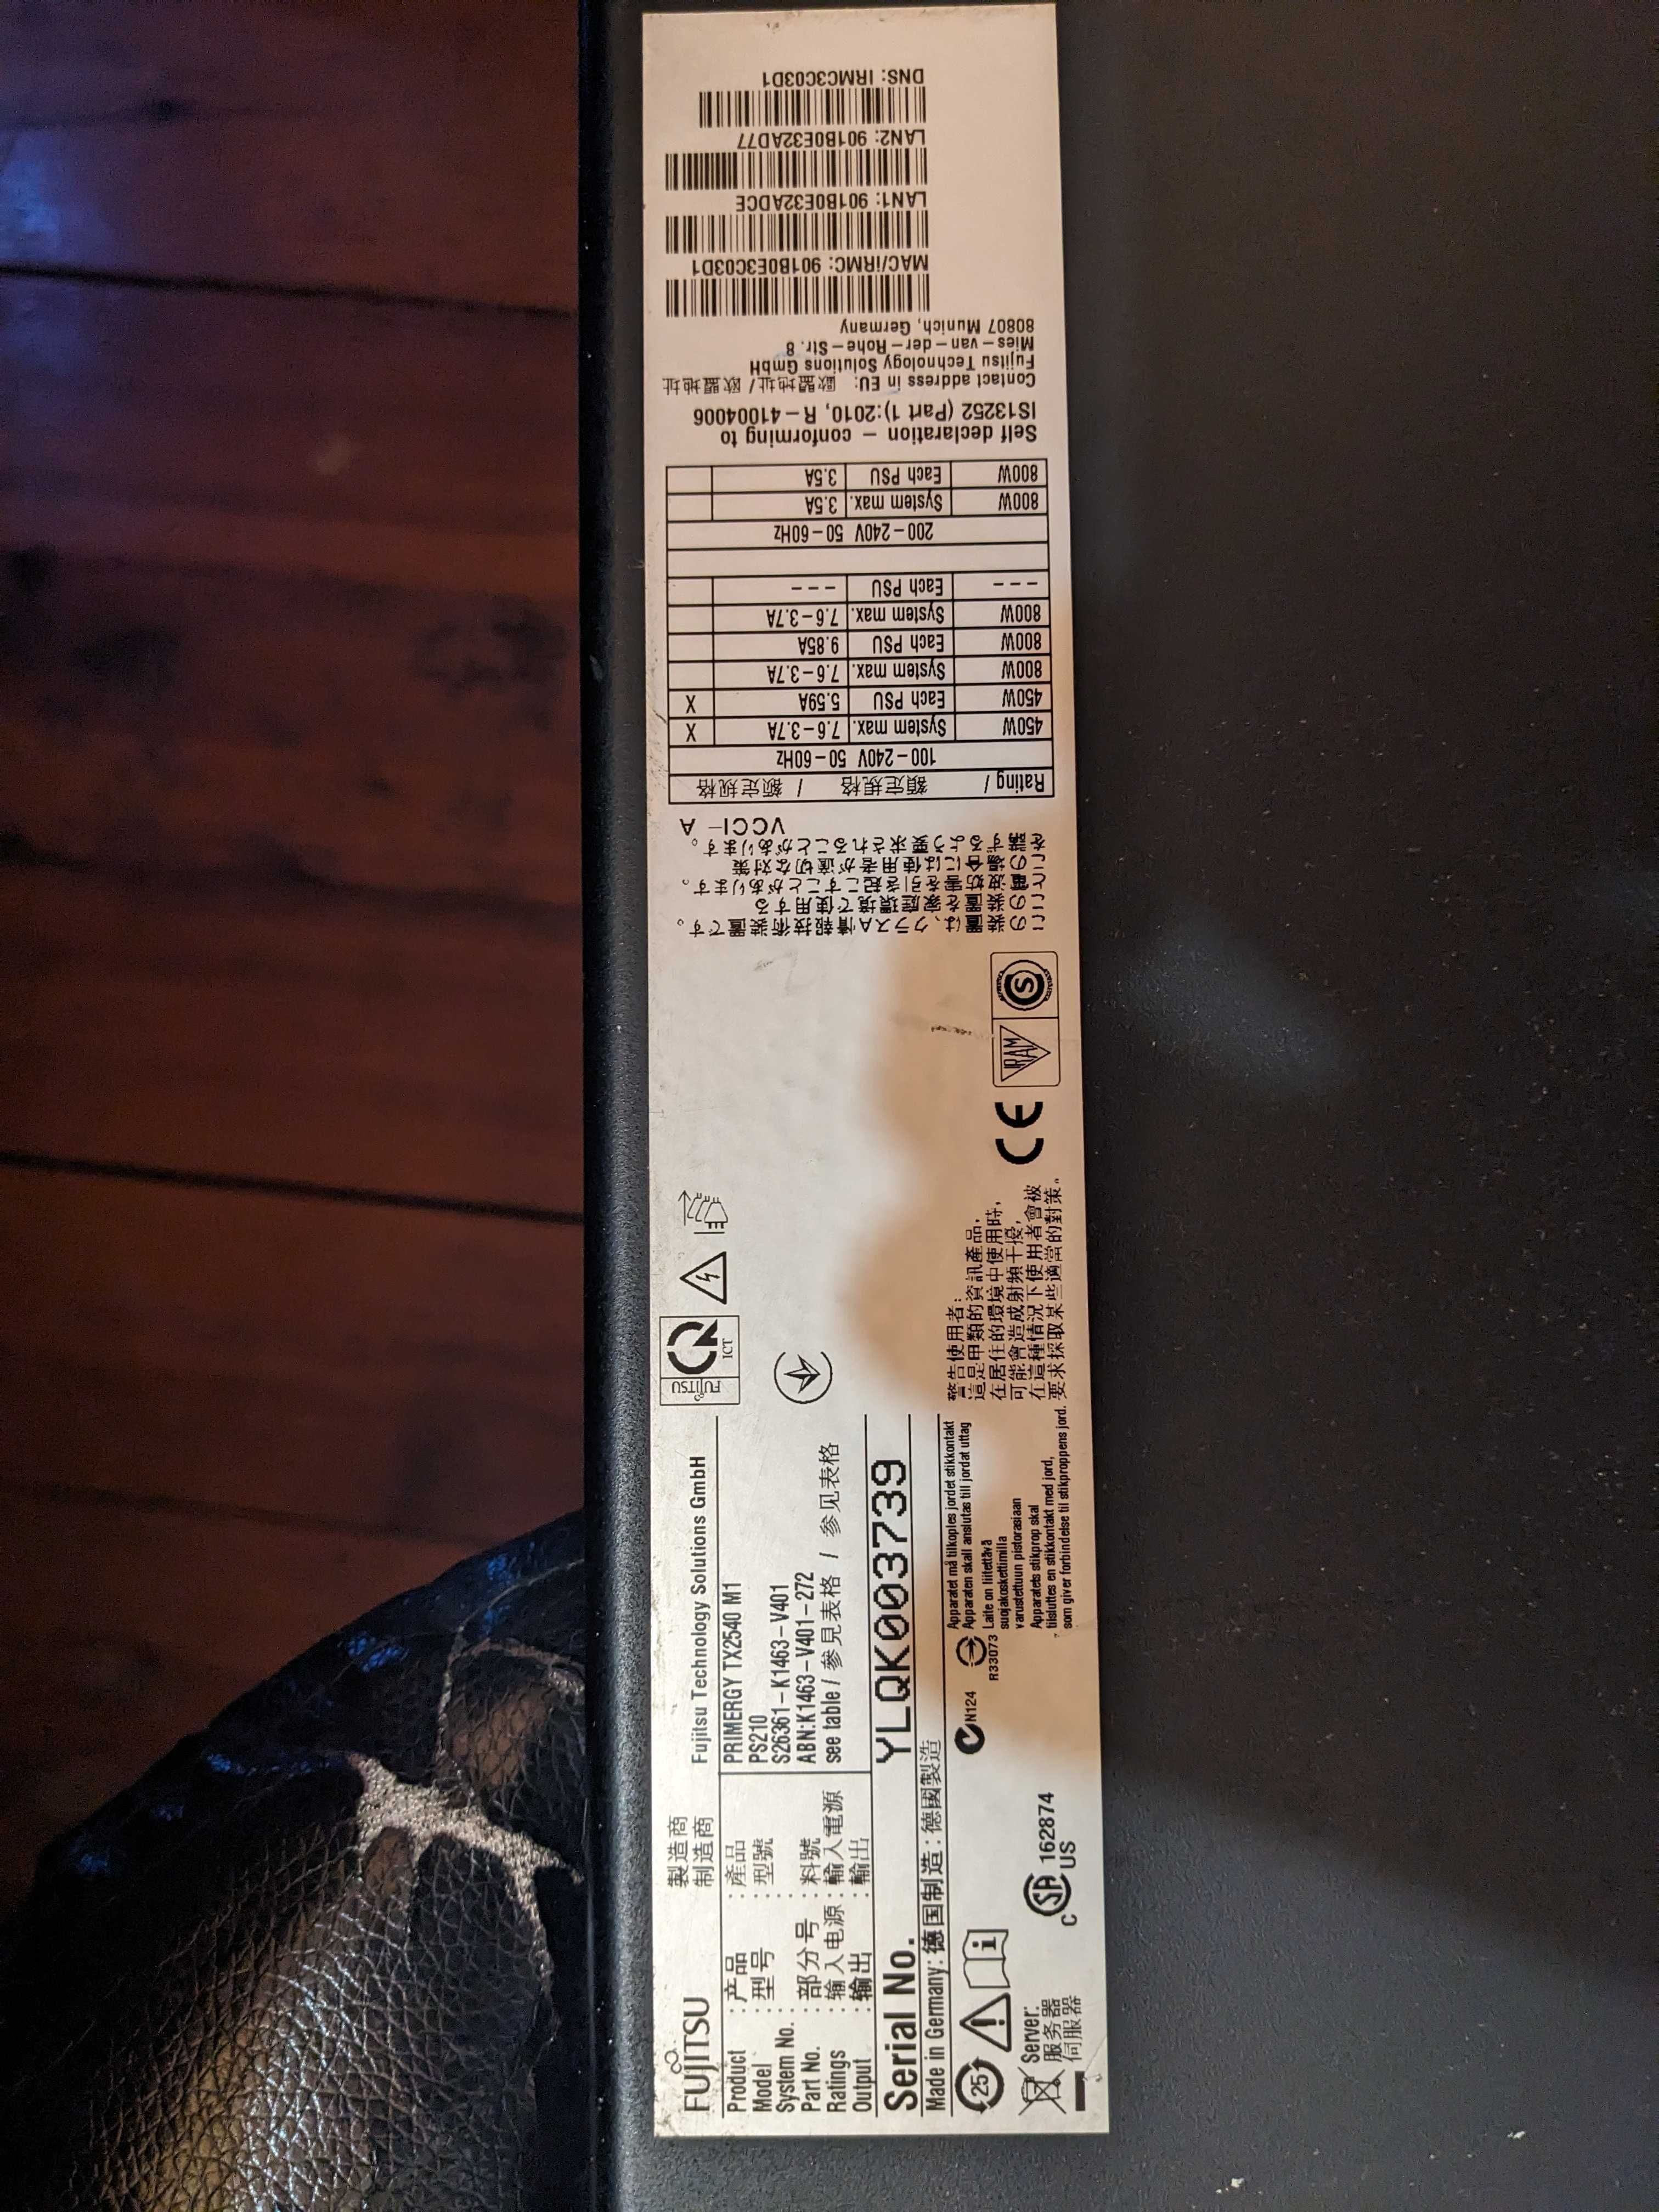 FUJITSU
製造商
制造商
Fujitsu Technology Solutions GmbH
Product : 产品 : 產品 PRIMERGY TX2540 M1
Model : 型号 : 型號 PS210
System No. : : S26361-K1463-V401
Part No. : 部分号 : 料號 ABN:K1463-V401-272
Ratings : 输入电源 : 輸入電源 see table / 參見表格 / 参见表格
Output : 输出 : 輸出
Serial No. YLQK003739
Made in Germany: 德国制造: 德國製造
25
i
N124
R33073
Apparatet må tilkoples jordet stikkontakt
Apparaten skall anslutas till jordat uttag
Laite on liitettävä
suojakoskettimilla
varustettuun pistorasiaan
Apparatets stikprop skal
tilsluttes en stikkontakt med jord,
som giver forbindelse til stikproppens jord.
Server:
服务器
伺服器
C SA US 162874
FUJITSU
ICT
警告使用者:
這是甲類的資訊產品,
在居住的環境中使用時,
可能會造成射頻干擾,
在這種情況下使用者會被
要求採取某些適當的對策。
CE
IRAM
S
この装置は、クラスA情報技術装置です。
この装置を家庭環境で使用する
と電波妨害を引き起こすことがあります。
この場合には使用者が適切な対策
を講ずるよう要求されることがあります。
VCCI-A
Rating / 額定規格 / 额定规格
100-240V 50-60Hz
450W System max. 7.6-3.7A X
450W Each PSU 5.59A X
800W System max. 7.6-3.7A
800W Each PSU 9.85A
800W System max. 7.6-3.7A
--- Each PSU ---
200-240V 50-60Hz
800W System max. 3.5A
800W Each PSU 3.5A
Self declaration - conforming to
IS13252 (Part 1):2010, R-41004006
Contact address in EU: 歐盟地址 / 欧盟地址
Fujitsu Technology Solutions GmbH
Mies-van-der-Rohe-Str. 8
80807 Munich, Germany
MAC/iRMC: 901B0E3C03D1
LAN1: 901B0E32ADCE
LAN2: 901B0E32AD77
DNS: IRMC3C03D1